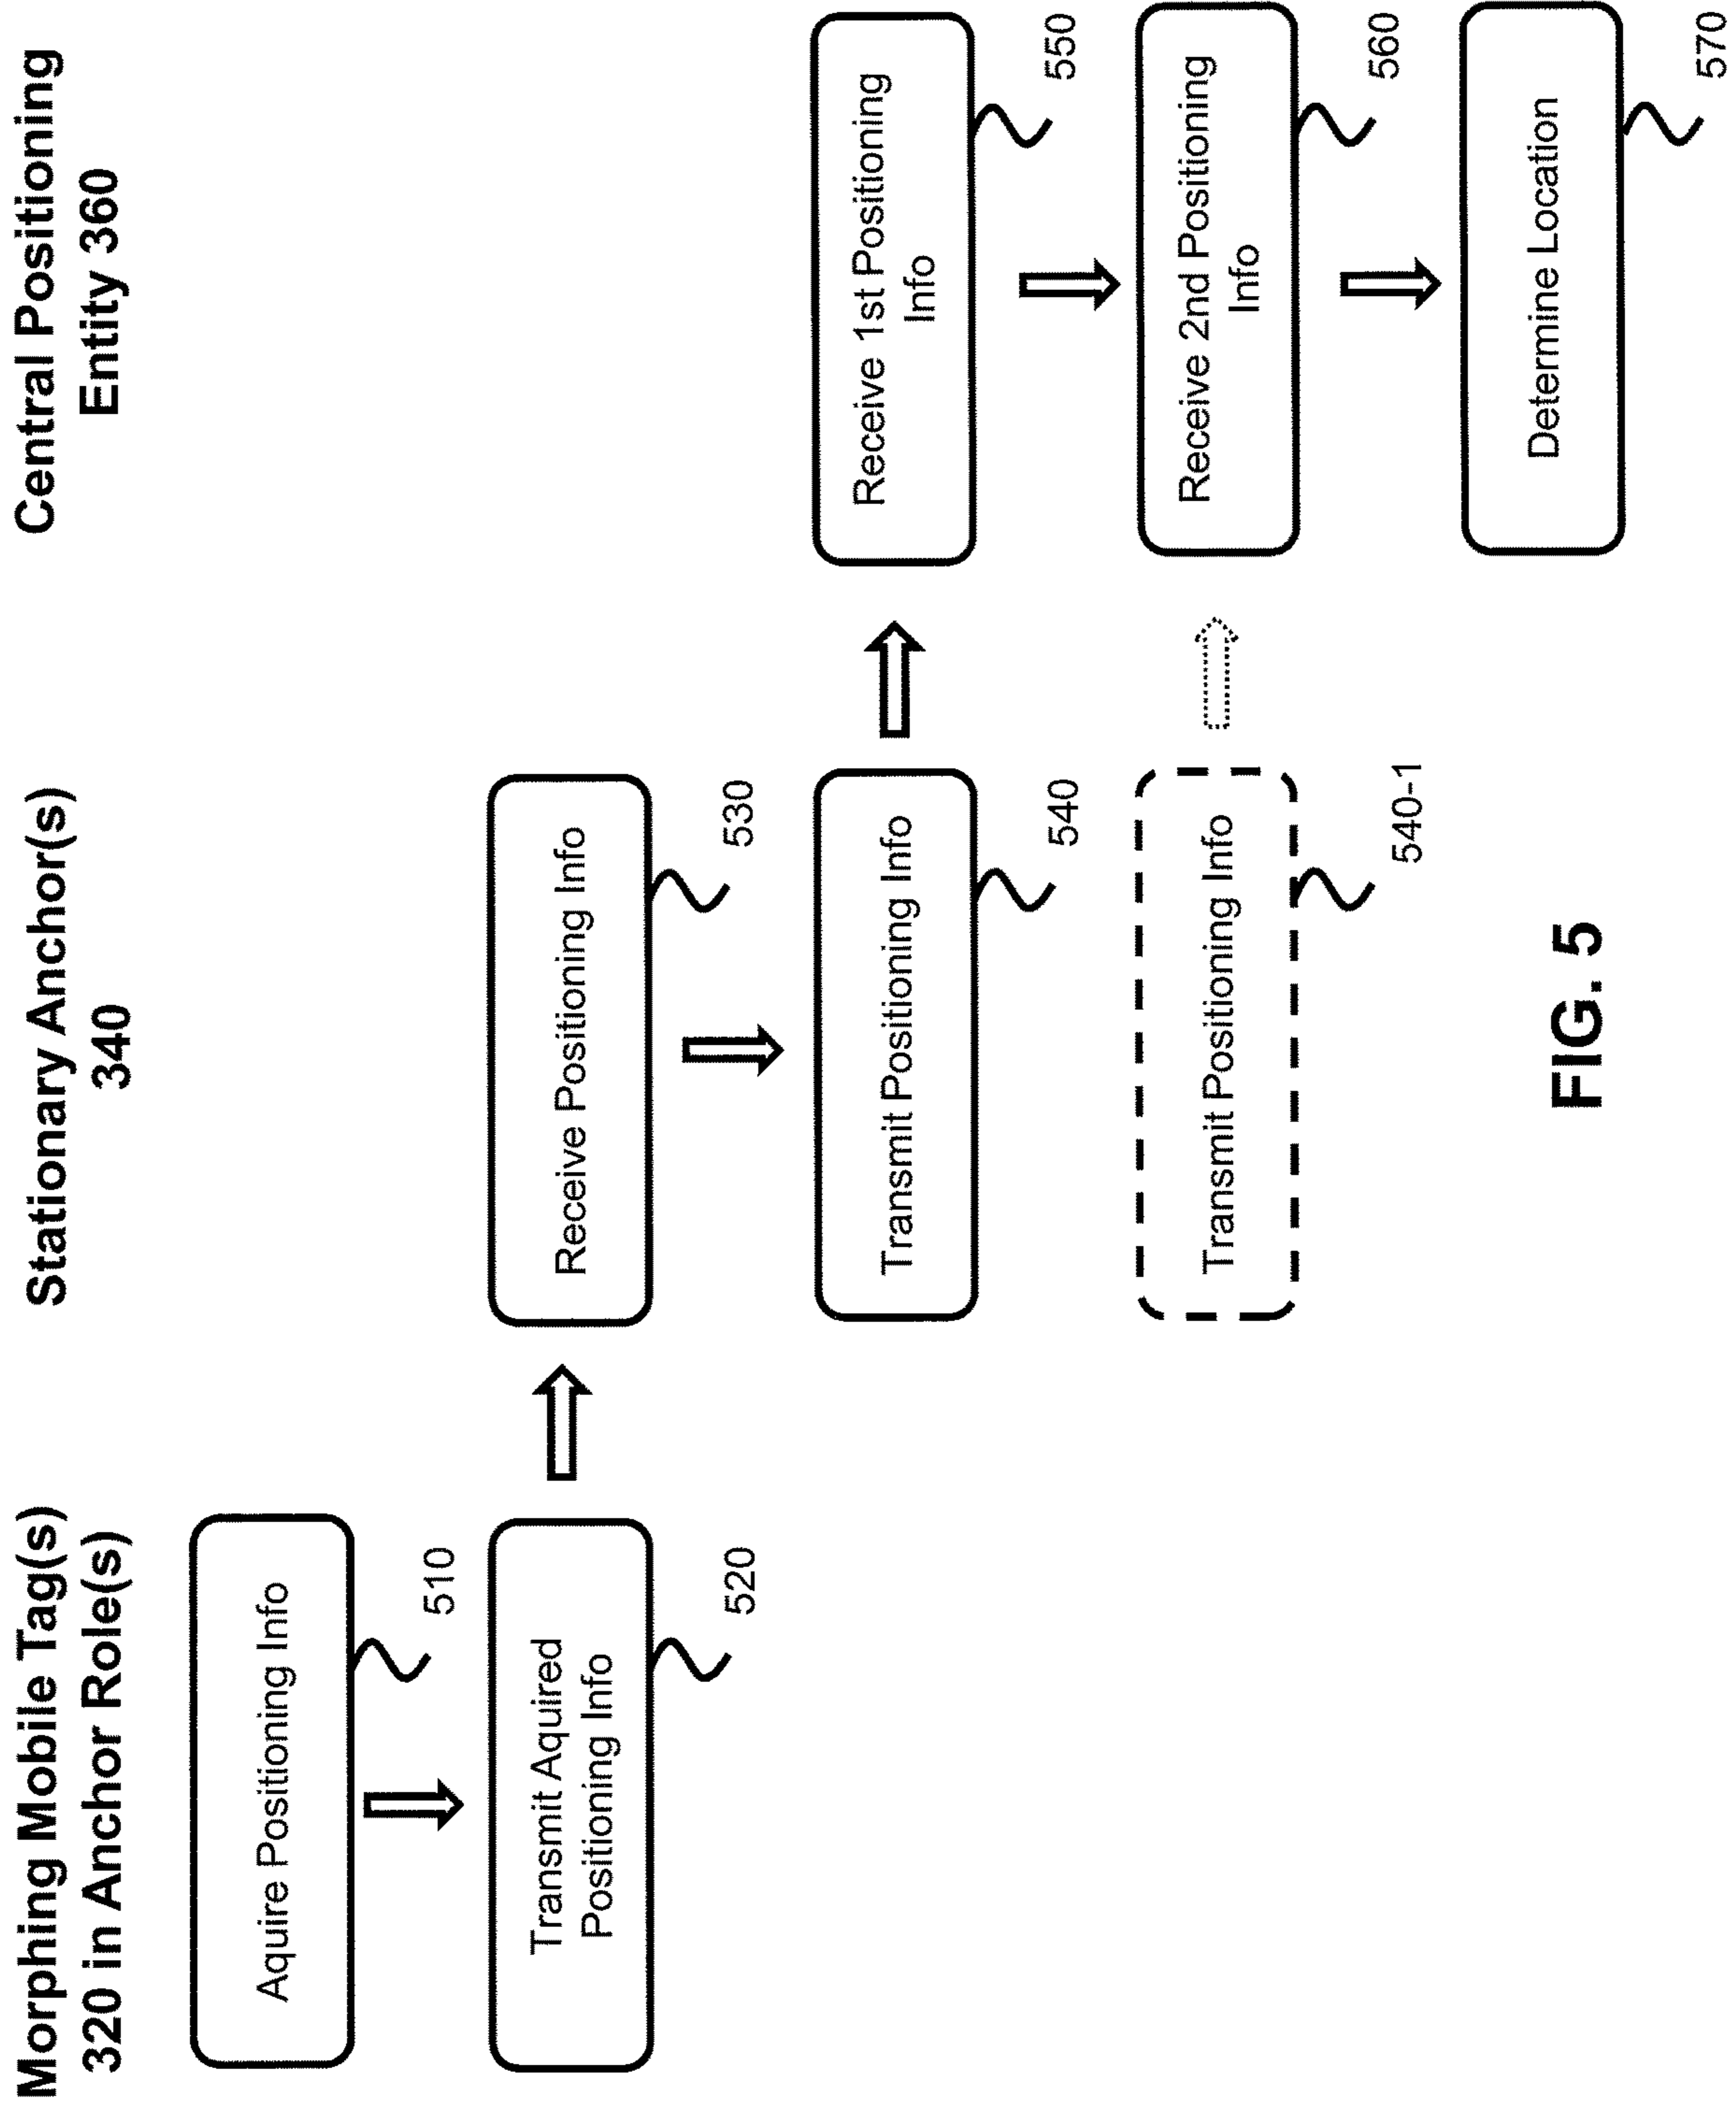 Morphing Mobile Tag(s)
320 in Anchor Role(s)
Stationary Anchor(s)
340
Central Positioning
Entity 360
Aquire Positioning Info
510
Transmit Aquired
Positioning Info
520
Receive Positioning Info
530
Transmit Positioning Info
540
Receive 1st Positioning
Info
550
Transmit Positioning Info
540-1
Receive 2nd Positioning
Info
560
Determine Location
570
FIG. 5